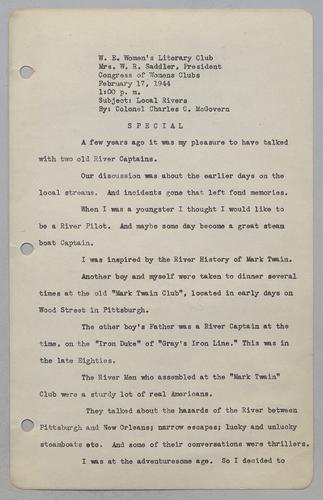 W. E. Women's Literary Club
Mrs. W. R. Saddler, President
Congress of Womens Clubs
February 17, 1944
1:00 p. m.
Subject: Local Rivers
By: Colonel Charles C. McGovern
S P E C I A L
A few years ago it was my pleasure to have talked
with two old River Captains.
Our discussion was about the earlier days on the
local streams. And incidents gone that left fond memories.
When I was a youngster I thought I would like to
be a River Pilot. And maybe some day become a great steam
boat Captain.
I was inspired by the River History of Mark Twain.
Another boy and myself were taken to dinner several
times at the old "Mark Twain Club", located in early days on
Wood Street in Pittsburgh.
The other boy's Father was a River Captain at the
time, on the "Iron Duke" of "Gray's Iron Line." This was in
the late Eighties.
The River Men who assembled at the "Mark Twain"
Club were a sturdy lot of real Americans.
They talked about the hazards of the River between
Pittsburgh and New Orleans; narrow escapes; lucky and unlucky
steamboats etc. And some of their conversations were thrillers.
I was at the adventuresome age. So I decided to